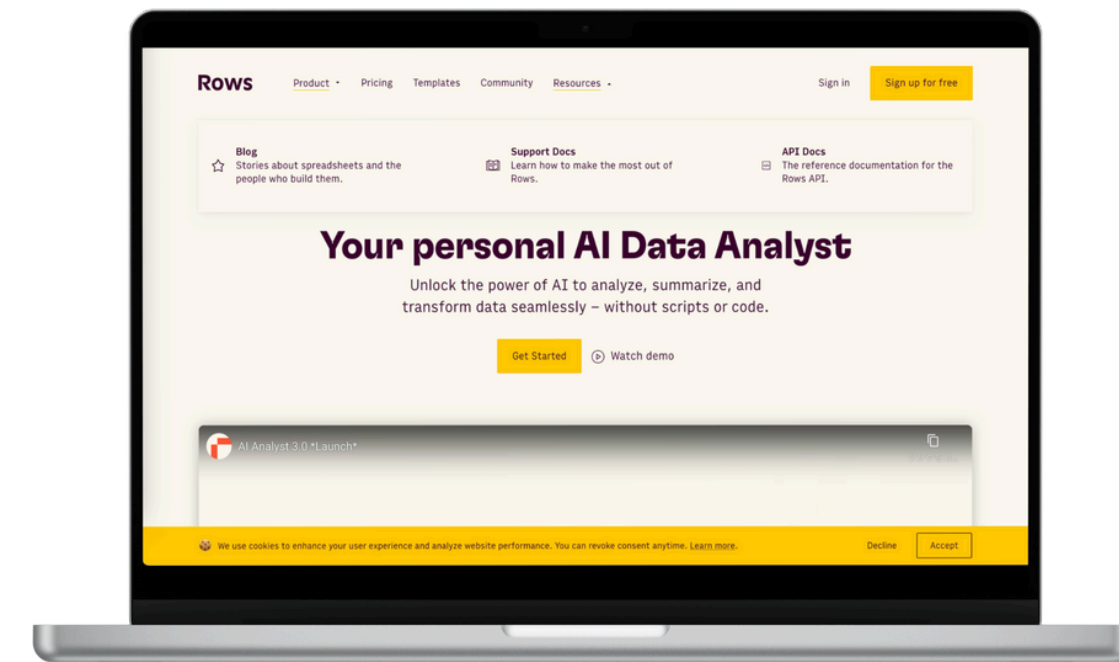 Rows
Product
Pricing
Templates
Community
Resources
Sign in
Sign up for free
Blog
Stories about spreadsheets and the
people who build them.
Support Docs
Learn how to make the most out of
Rows.
API Docs
The reference documentation for the
Rows API.
Your personal AI Data Analyst
Unlock the power of AI to analyze, summarize, and
transform data seamlessly – without scripts or code.
Get Started
Watch demo
AI Analyst 3.0 *Launch*
We use cookies to enhance your user experience and analyze website performance. You can revoke consent anytime. Learn more.
Decline
Accept